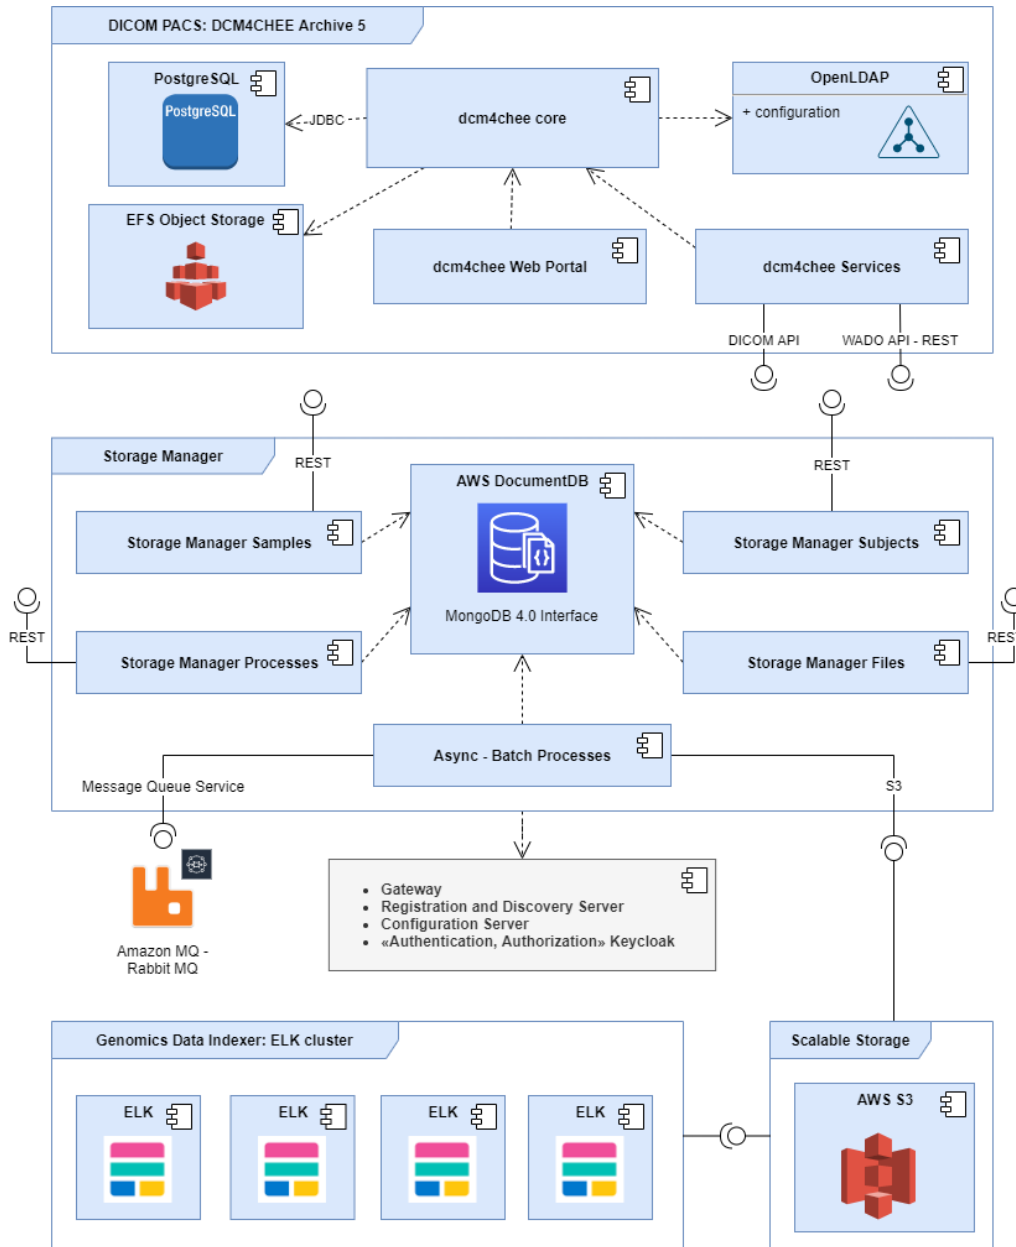 DICOM PACS: DCM4CHEE Archive 5
PostgreSQL
PostgreSQL
JDBC
dcm4chee core
OpenLDAP
+ configuration
EFS Object Storage
dcm4chee Web Portal
dcm4chee Services
DICOM API
WADO API - REST
Storage Manager
REST
REST
AWS DocumentDB
Storage Manager Samples
Storage Manager Subjects
MongoDB 4.0 Interface
REST
REST
Storage Manager Processes
Storage Manager Files
Async - Batch Processes
Message Queue Service
S3
• Gateway
• Registration and Discovery Server
• Configuration Server
• «Authentication, Authorization» Keycloak
Amazon MQ -
Rabbit MQ
Genomics Data Indexer: ELK cluster
Scalable Storage
ELK
ELK
ELK
ELK
AWS S3